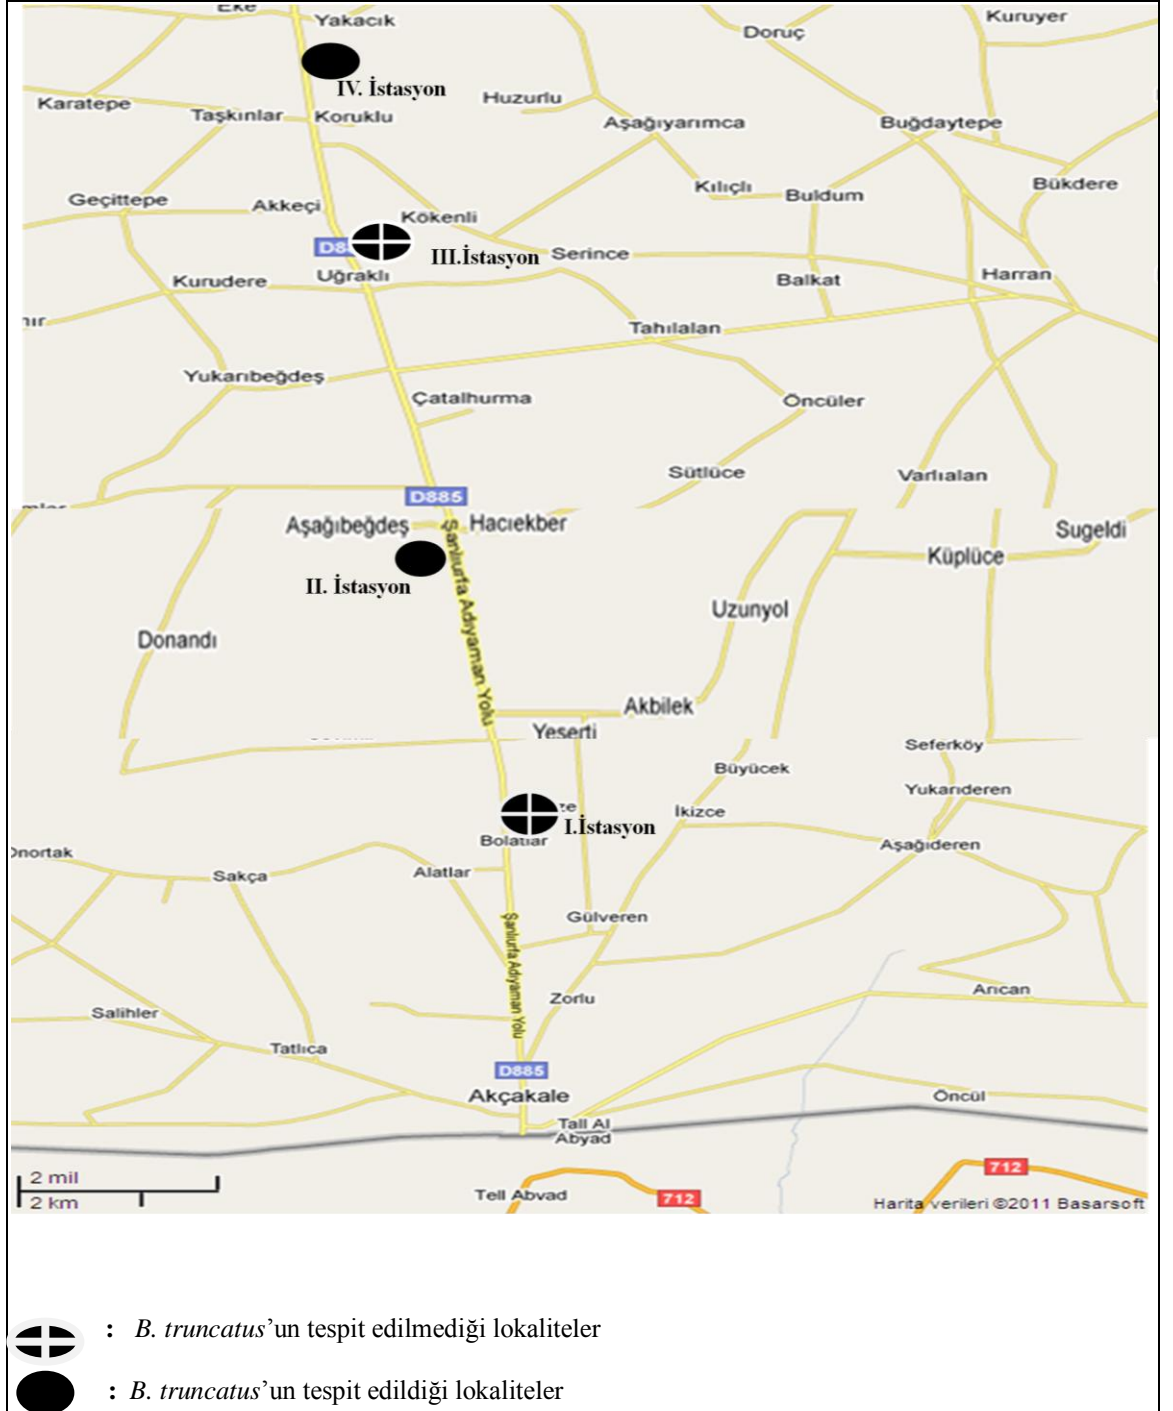 Yakacık
Kuruyer
Doruç
IV. İstasyon
Huzurlu
Karatepe
Taşkınlar
Koruklu
Aşağıyarımca
Buğdaytepe
Kılıçlı
Buldum
Bükdere
Geçittepe
Akkeçi
Kökenli
III.İstasyon
Serince
Uğraklı
Kurudere
Balkat
Harran
Tahılalan
Yukarıbeğdeş
Çatalhurma
Öncüler
Sütlüce
Varlıalan
D885
Aşağıbeğdeş
Hacıekber
Sugeldi
Küplüce
II. İstasyon
Şanlıurfa Adıyaman Yolu
Uzunyol
Donandı
Akbilek
Yeşerti
Seferköy
Büyücek
Yukarıderen
İkizce
I.İstasyon
Bolatlar
Aşağıderen
Alatlar
Sakça
Gülveren
Şanlıurfa Adıyaman Yolu
Arıcan
Zorlu
Salihler
Tatlıca
D885
Akçakale
Öncül
Tall Al
Abyad
712
Tell Abyad
712
2 mil
2 km
Harita verileri ©2011 Basarsoft
: B. truncatus’un tespit edilmediği lokaliteler
: B. truncatus’un tespit edildiği lokaliteler